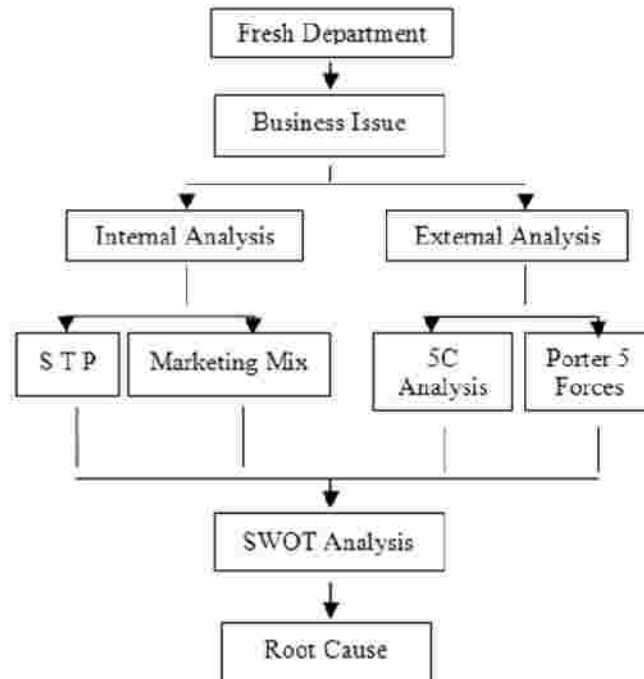 Fresh Department
Business Issue
Internal Analysis
External Analysis
S T P
Marketing Mix
5C
Analysis
Porter 5
Forces
SWOT Analysis
Root Cause